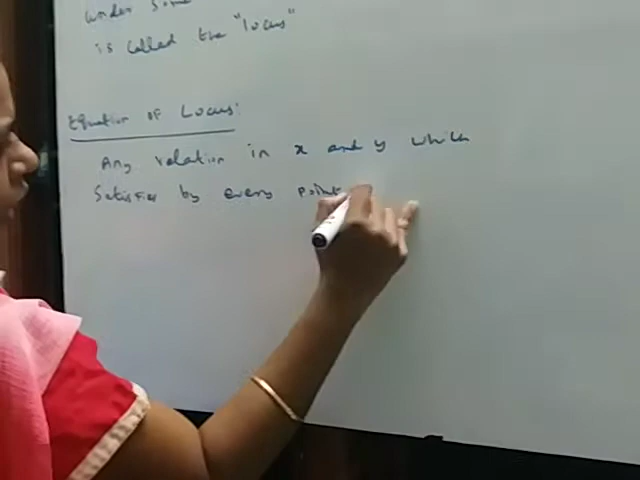 under some
is called the "locus"
Equation of Locus:
Any relation in x and y which
Satisfies by every point